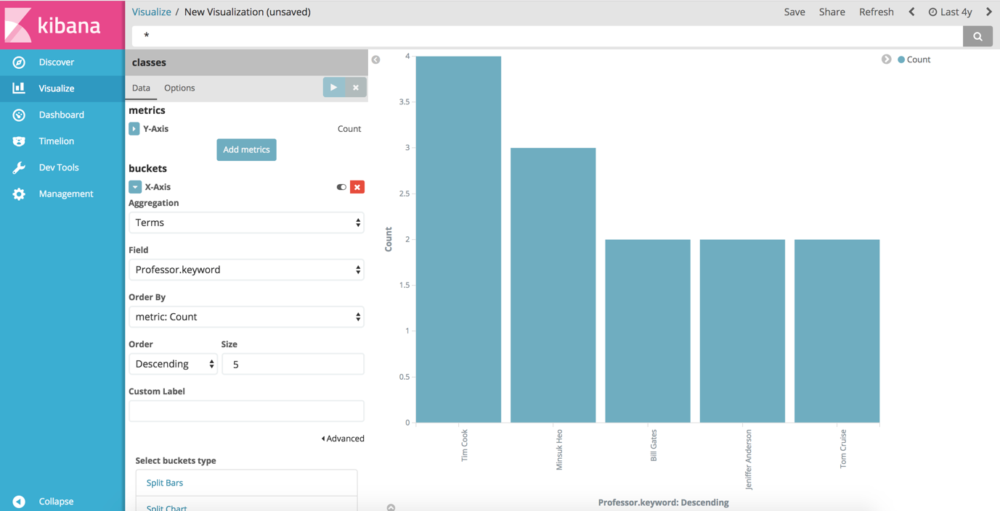 kibana
Discover
Visualize
Dashboard
Timelion
Dev Tools
Management
Collapse
Visualize / New Visualization (unsaved)
Save Share Refresh Last 4y
*
classes
Data Options
metrics
Y-Axis Count
Add metrics
buckets
X-Axis
Aggregation
Terms
Field
Professor.keyword
Order By
metric: Count
Order Size
Descending 5
Custom Label
Advanced
Select buckets type
Split Bars
Split Chart
Count
4
3.5
3
2.5
2
1.5
1
0.5
0
Count
Tim Cook
Minsuk Heo
Bill Gates
Jeniffer Anderson
Tom Cruise
Professor.keyword: Descending